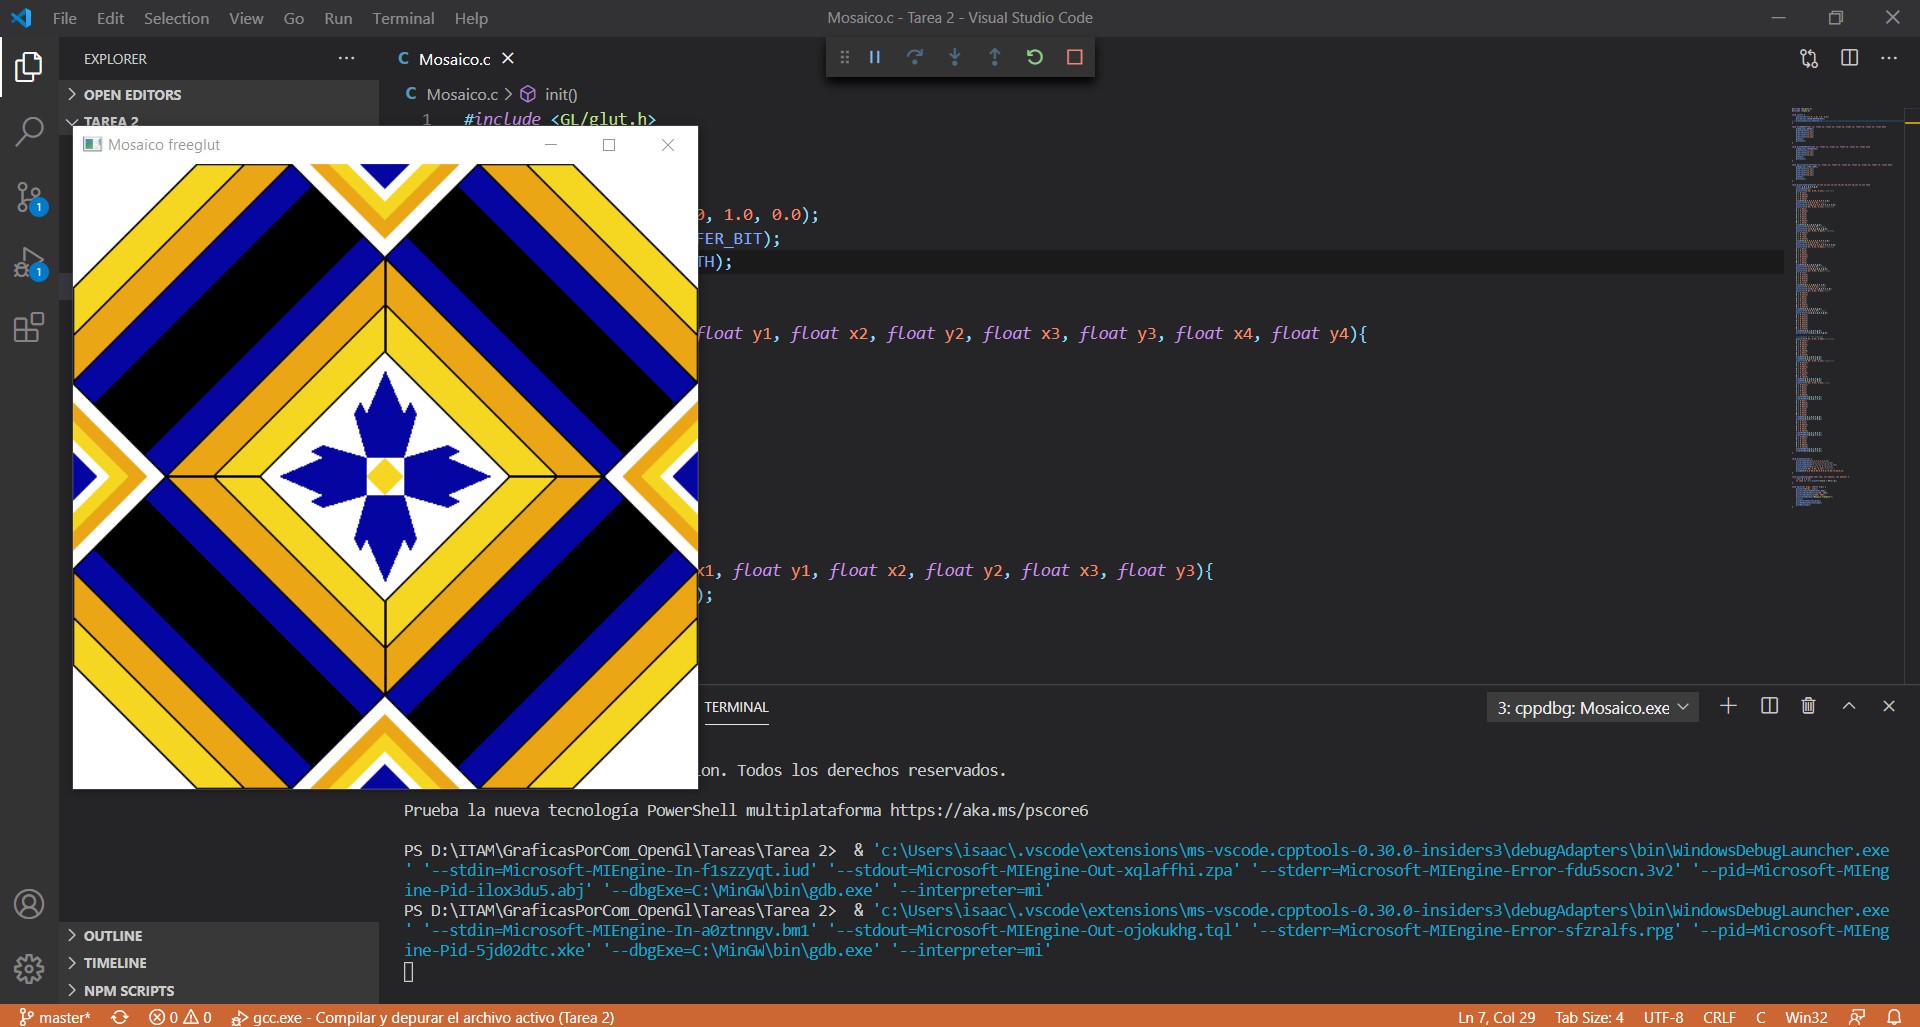 File Edit Selection View Go Run Terminal Help
Mosaico.c - Tarea 2 - Visual Studio Code
EXPLORER
C Mosaico.c
OPEN EDITORS
C Mosaico.c > init()
TAREA 2
1 #include <GL/glut.h>
Mosaico freeglut
, 1.0, 0.0);
FER_BIT);
TH);
float y1, float x2, float y2, float x3, float y3, float x4, float y4){
x1, float y1, float x2, float y2, float x3, float y3){
);
TERMINAL
3: cppdbg: Mosaico.exe
ion. Todos los derechos reservados.
Prueba la nueva tecnología PowerShell multiplataforma https://aka.ms/pscore6
PS D:\ITAM\GraficasPorCom_OpenGl\Tareas\Tarea 2> & 'c:\Users\isaac\.vscode\extensions\ms-vscode.cpptools-0.30.0-insiders3\debugAdapters\bin\WindowsDebugLauncher.exe
' '--stdin=Microsoft-MIEngine-In-f1szzyqt.iud' '--stdout=Microsoft-MIEngine-Out-xqlaffhi.zpa' '--stderr=Microsoft-MIEngine-Error-fdu5socn.3v2' '--pid=Microsoft-MIEng
ine-Pid-ilox3du5.abj' '--dbgExe=C:\MinGW\bin\gdb.exe' '--interpreter=mi'
PS D:\ITAM\GraficasPorCom_OpenGl\Tareas\Tarea 2> & 'c:\Users\isaac\.vscode\extensions\ms-vscode.cpptools-0.30.0-insiders3\debugAdapters\bin\WindowsDebugLauncher.exe
' '--stdin=Microsoft-MIEngine-In-a0ztnngv.bm1' '--stdout=Microsoft-MIEngine-Out-ojokukhg.tql' '--stderr=Microsoft-MIEngine-Error-sfzralfs.rpg' '--pid=Microsoft-MIEng
ine-Pid-5jd02dtc.xke' '--dbgExe=C:\MinGW\bin\gdb.exe' '--interpreter=mi'
1
1
OUTLINE
TIMELINE
NPM SCRIPTS
master* 0 0 gcc.exe - Compilar y depurar el archivo activo (Tarea 2)
Ln 7, Col 29 Tab Size: 4 UTF-8 CRLF C Win32